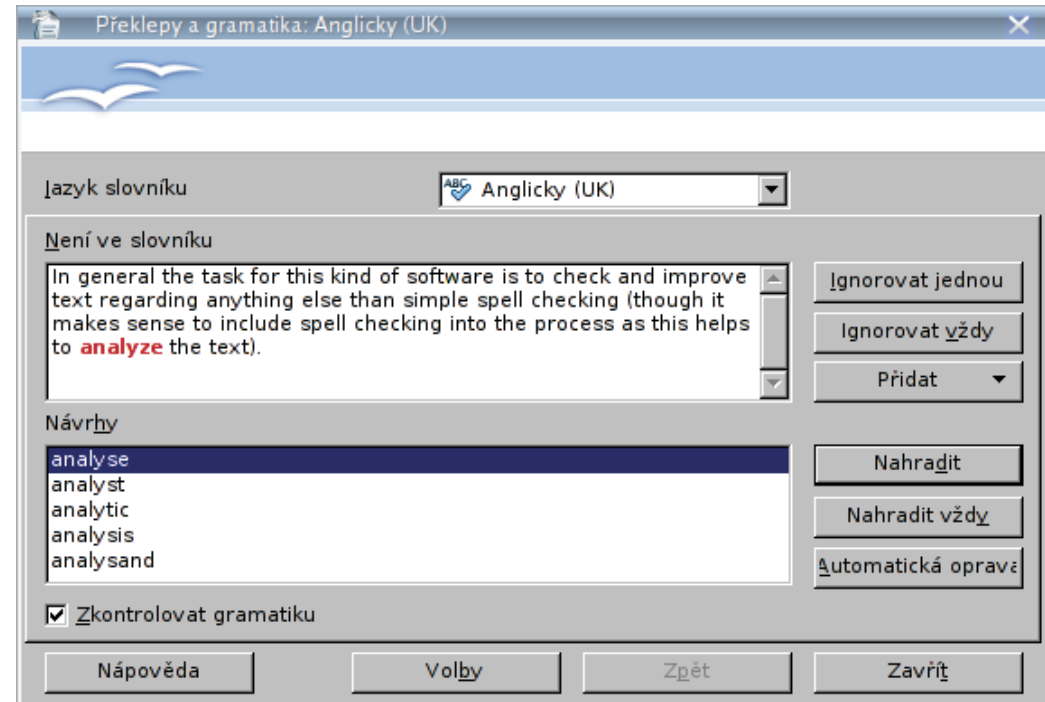 Překlepy a gramatika: Anglicky (UK)
Jazyk slovníku
ABC Anglicky (UK)
Není ve slovníku
In general the task for this kind of software is to check and improve
text regarding anything else than simple spell checking (though it
makes sense to include spell checking into the process as this helps
to analyze the text).
Ignorovat jednou
Ignorovat vždy
Přidat
Návrhy
analyse
analyst
analytic
analysis
analysand
Nahradit
Nahradit vždy
Automatická oprava
Zkontrolovat gramatiku
Nápověda
Volby
Zpět
Zavřít